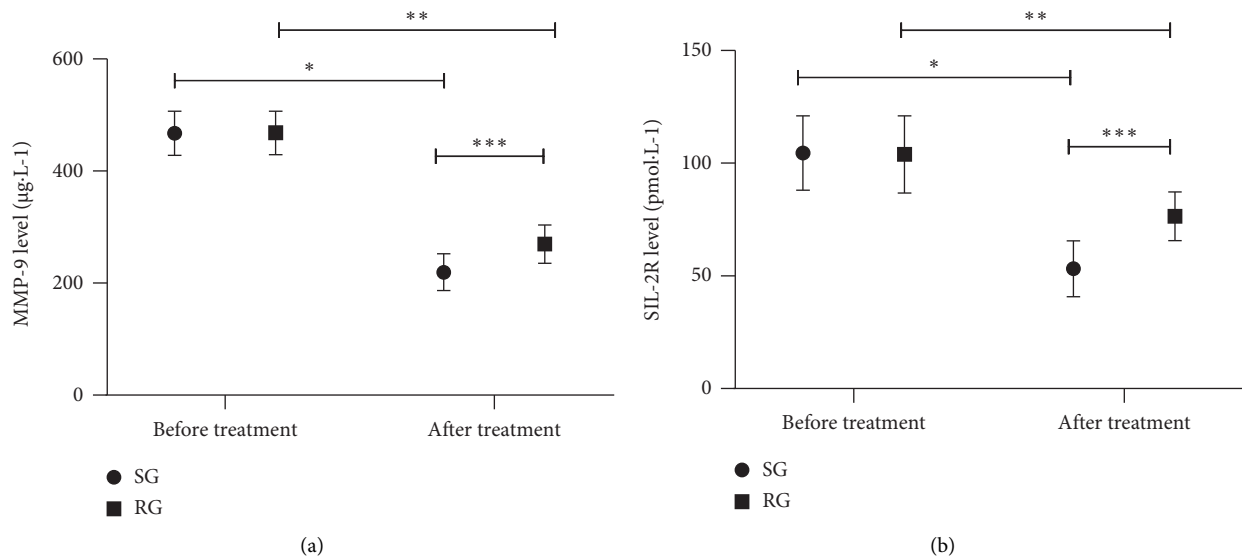 **
600
*
400
***
200
0
MMP-9 level (μg·L-1)
Before treatment
After treatment
SG
RG
(a)
**
150
*
100
***
50
0
SIL-2R level (pmol·L-1)
Before treatment
After treatment
SG
RG
(b)